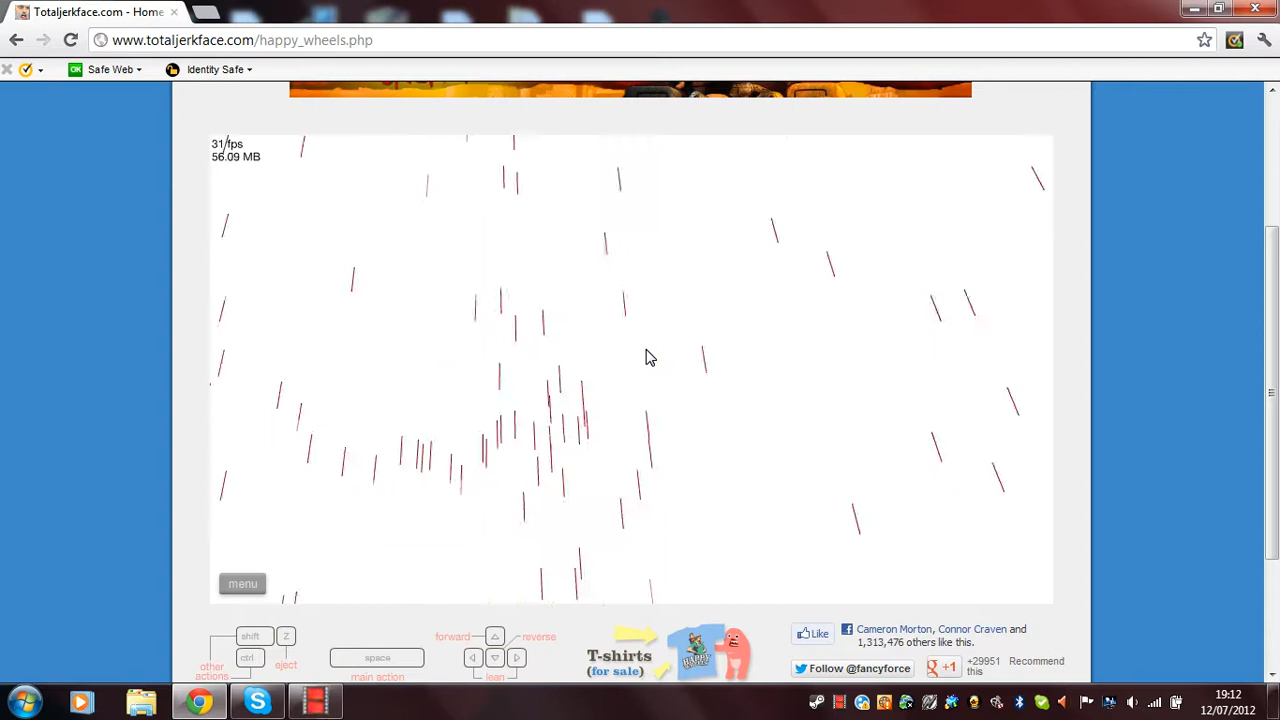 Totaljerkface.com - Home
www.totaljerkface.com/happy_wheels.php
OK Safe Web
Identity Safe
31/fps
56.09 MB
menu
shift Z
ctrl eject
other
actions
space
main action
forward reverse
lean
T-shirts
(for sale)
HAPPY
Like
Cameron Morton, Connor Craven and
1,313,476 others like this.
Follow @fancyforce
g +1 +29951 Recommend
this
19:12
12/07/2012